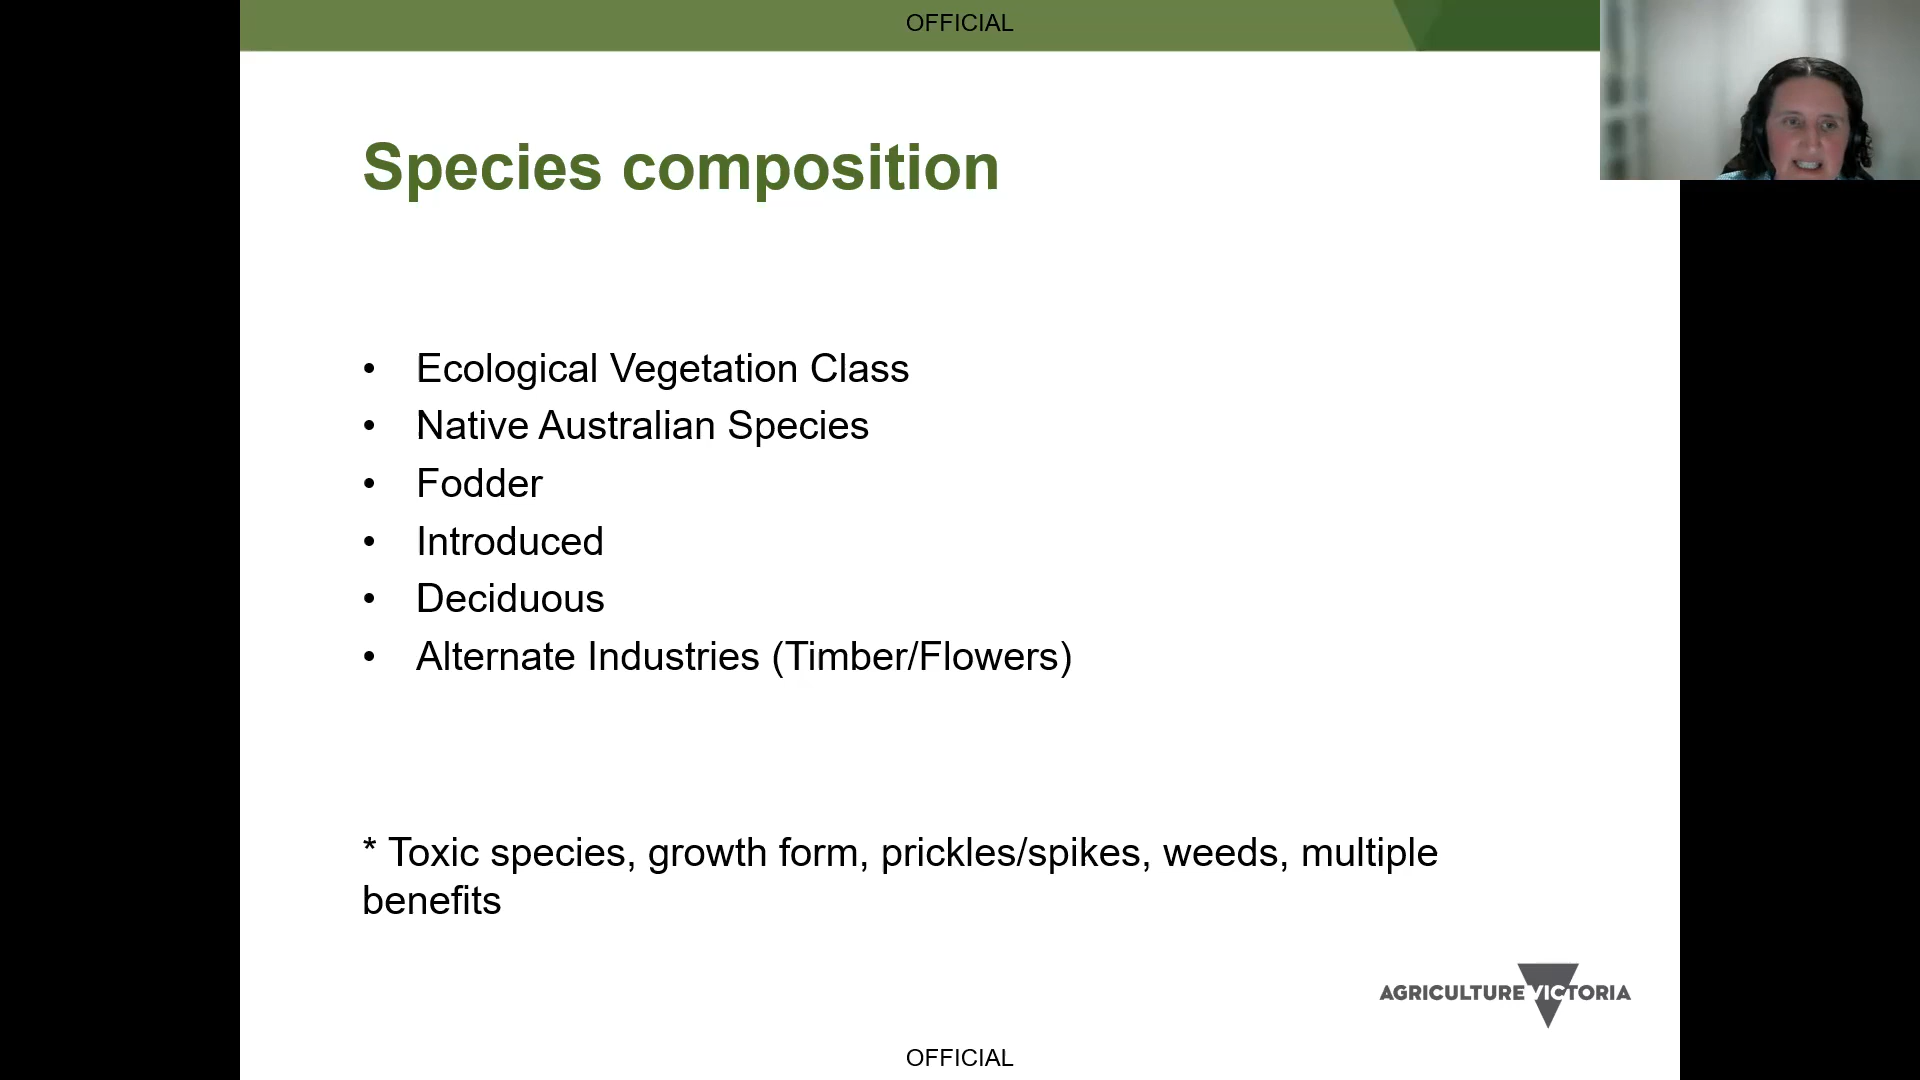 OFFICIAL
Species composition
• Ecological Vegetation Class
• Native Australian Species
• Fodder
• Introduced
• Deciduous
• Alternate Industries (Timber/Flowers)
* Toxic species, growth form, prickles/spikes, weeds, multiple
benefits
AGRICULTURE VICTORIA
OFFICIAL